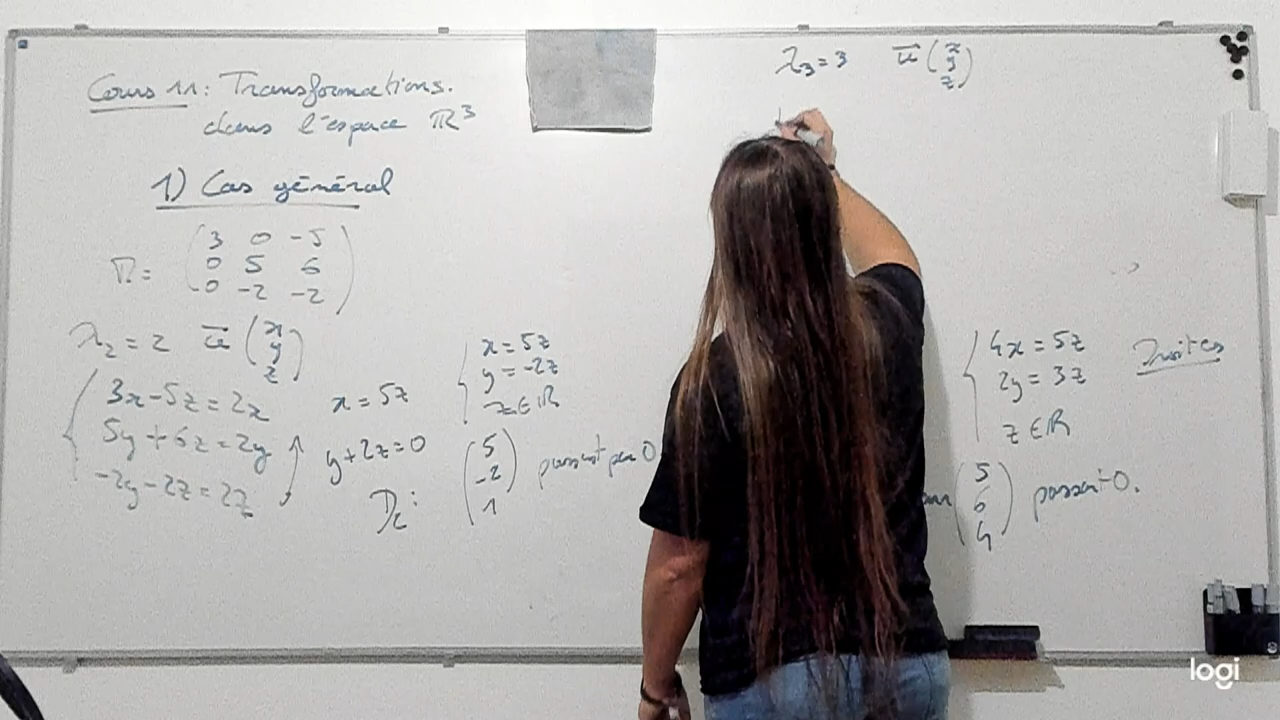 Cours 11: Transformations.
dans l'espace ℝ³
1) Cas général
M = (3 0 -5
0 5 6
0 -2 -2)
λ₂ = 2 u⃗ (x
y
z)
{ 3x - 5z = 2x
5y + 6z = 2y
-2y - 2z = 2z
x = 5z
y + 2z = 0
{ x = 5z
y = -2z
z ∈ ℝ
D₂: (5
-2
1) passant par O
λ₃ = 3 u⃗ (x
y
z)
{ 4x = 5z
2y = 3z
z ∈ ℝ
Droites
(5
6
4) passant O.
logi